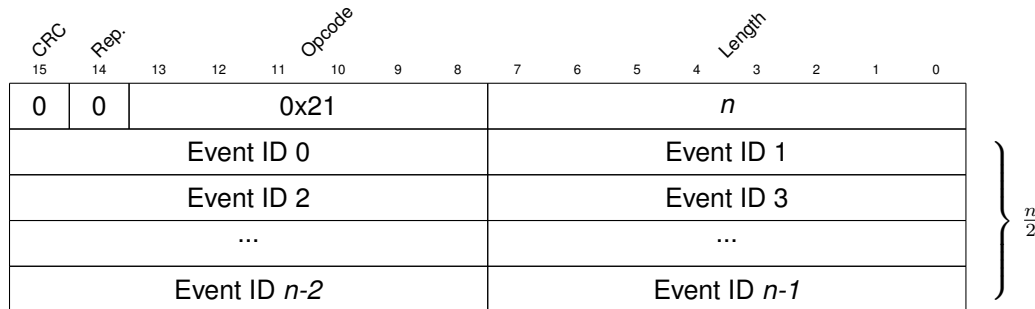 CRC Rep. Opcode Length
15 14 13 12 11 10 9 8 7 6 5 4 3 2 1 0
0 0 0x21 n
Event ID 0 Event ID 1
Event ID 2 Event ID 3
... ...
Event ID n-2 Event ID n-1
n/2